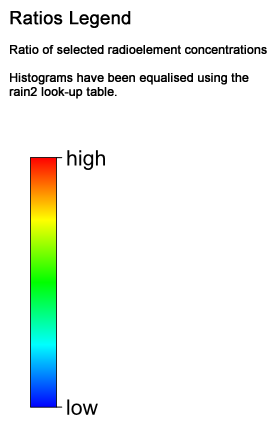 Ratios Legend
Ratio of selected radioelement concentrations
Histograms have been equalised using the
rain2 look-up table.
high
low